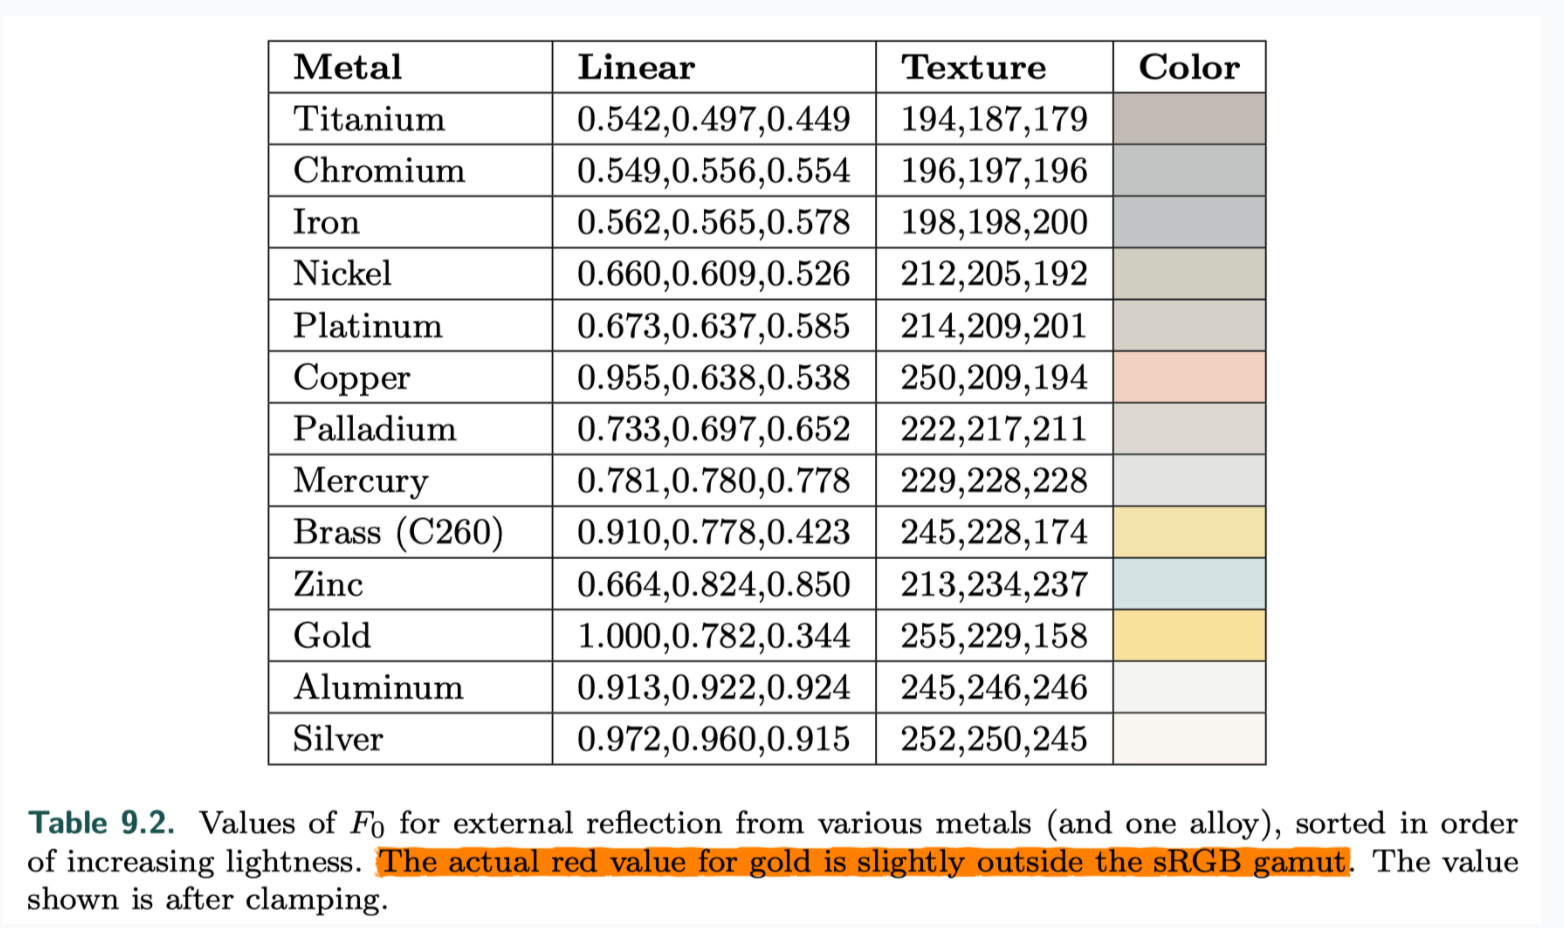 Metal Linear Texture Color
Titanium 0.542,0.497,0.449 194,187,179
Chromium 0.549,0.556,0.554 196,197,196
Iron 0.562,0.565,0.578 198,198,200
Nickel 0.660,0.609,0.526 212,205,192
Platinum 0.673,0.637,0.585 214,209,201
Copper 0.955,0.638,0.538 250,209,194
Palladium 0.733,0.697,0.652 222,217,211
Mercury 0.781,0.780,0.778 229,228,228
Brass (C260) 0.910,0.778,0.423 245,228,174
Zinc 0.664,0.824,0.850 213,234,237
Gold 1.000,0.782,0.344 255,229,158
Aluminum 0.913,0.922,0.924 245,246,246
Silver 0.972,0.960,0.915 252,250,245
Table 9.2. Values of F₀ for external reflection from various metals (and one alloy), sorted in order
of increasing lightness. The actual red value for gold is slightly outside the sRGB gamut. The value
shown is after clamping.